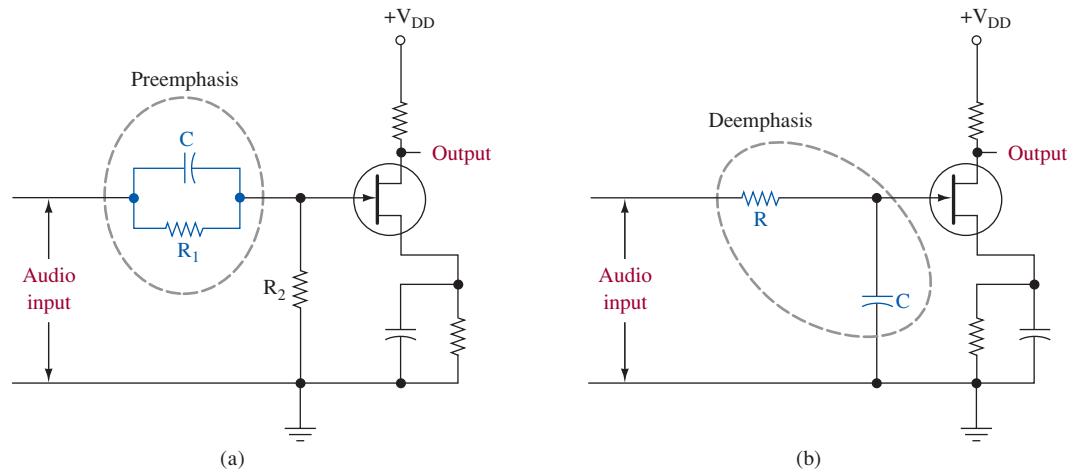 +V_DD
Preemphasis
C
Output
R_1
Audio
input
R_2
(a)
+V_DD
Deemphasis
Output
R
Audio
input
C
(b)